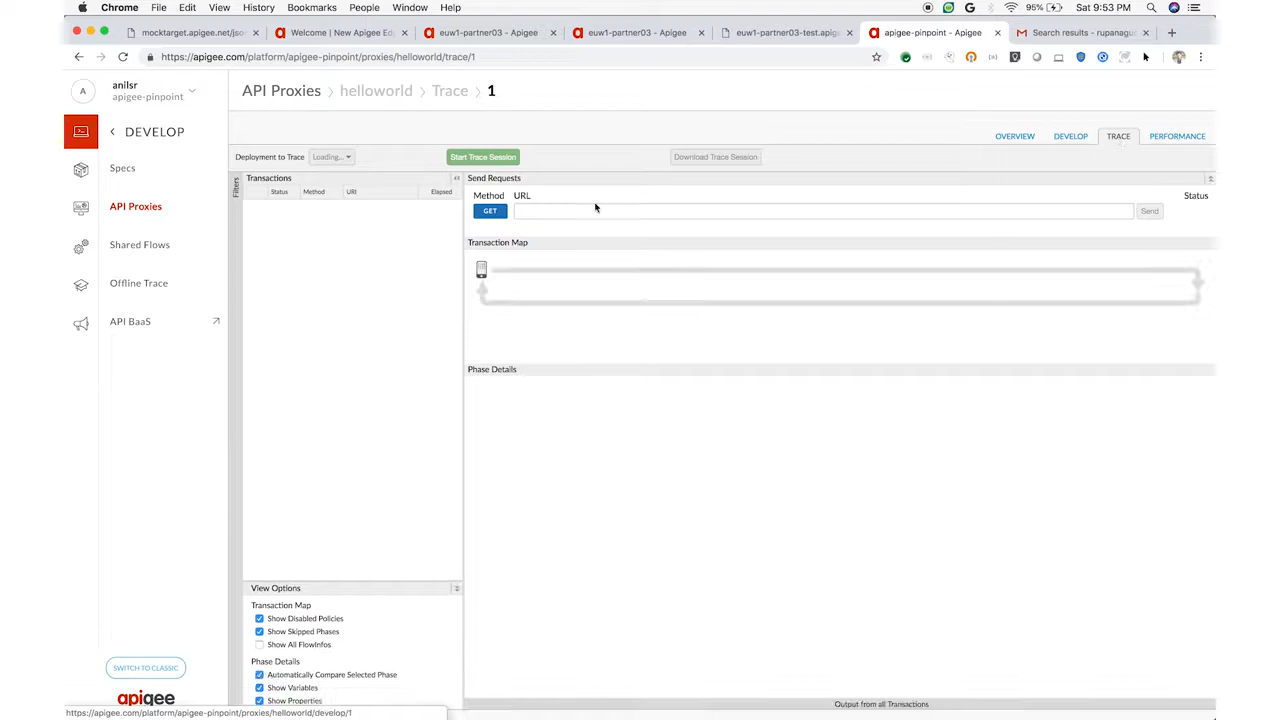 Chrome File Edit View History Bookmarks People Window Help 95% Sat 9:53 PM
mocktarget.apigee.net/jso × Welcome | New Apigee Ed × euw1-partner03 - Apigee × euw1-partner03 - Apigee × euw1-partner03-test.apig × apigee-pinpoint - Apigee × Search results - rupanagu × +
https://apigee.com/platform/apigee-pinpoint/proxies/helloworld/trace/1
A anilsr
apigee-pinpoint
API Proxies > helloworld > Trace > 1
< DEVELOP
Specs
API Proxies
Shared Flows
Offline Trace
API BaaS
SWITCH TO CLASSIC
apigee
OVERVIEW DEVELOP TRACE PERFORMANCE
Deployment to Trace Loading... Start Trace Session Download Trace Session
Filters
Transactions
Status Method URI Elapsed
Send Requests
Method URL Status
GET Send
Transaction Map
Phase Details
View Options
Transaction Map
Show Disabled Policies
Show Skipped Phases
Show All FlowInfos
Phase Details
Automatically Compare Selected Phase
Show Variables
Show Properties
Output from all Transactions
https://apigee.com/platform/apigee-pinpoint/proxies/helloworld/develop/1